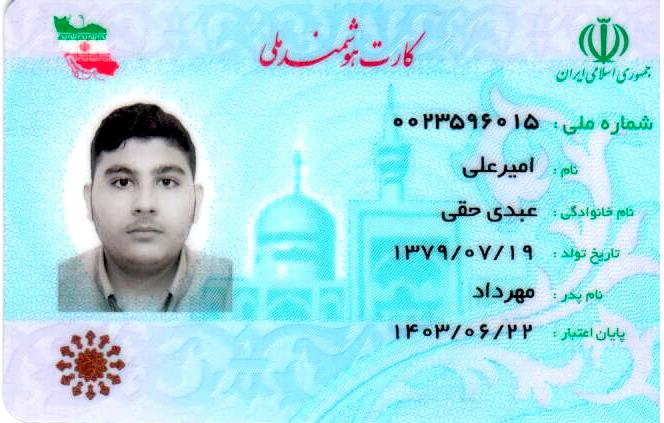 کارت هوشمند ملی
جمهوری اسلامی ایران
شماره ملی : ۰۰۲۳۵۹۶۰۱۵
نام : امیرعلی
نام خانوادگی : عبدی حقی
تاریخ تولد : ۱۳۷۹/۰۷/۱۹
نام پدر : مهرداد
پایان اعتبار : ۱۴۰۳/۰۶/۲۲